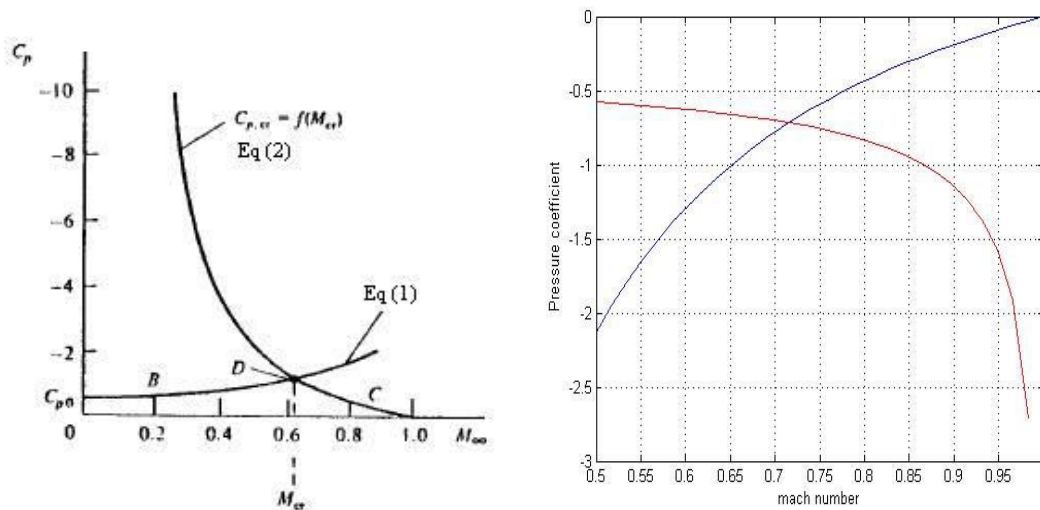 C_p
-10
C_p, cr = f(M_cr)
Eq (2)
-8
-6
-4
Eq (1)
-2
B
D
C
C_p0
0
0.2
0.4
0.6
0.8
1.0
M_∞
M_cr
0
-0.5
-1
-1.5
-2
-2.5
-3
Pressure coefficient
0.5 0.55 0.6 0.65 0.7 0.75 0.8 0.85 0.9 0.95
mach number